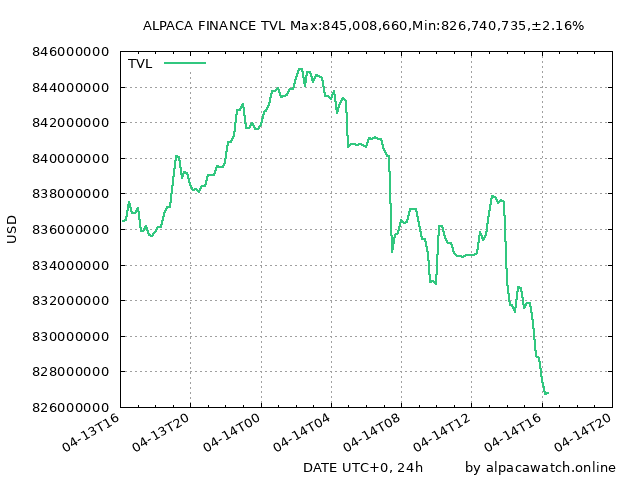 ALPACA FINANCE TVL Max:845,008,660,Min:826,740,735,±2.16%
TVL
846000000
844000000
842000000
840000000
838000000
836000000
834000000
832000000
830000000
828000000
826000000
USD
04-13T16
04-13T20
04-14T00
04-14T04
04-14T08
04-14T12
04-14T16
04-14T20
DATE UTC+0, 24h
by alpacawatch.online